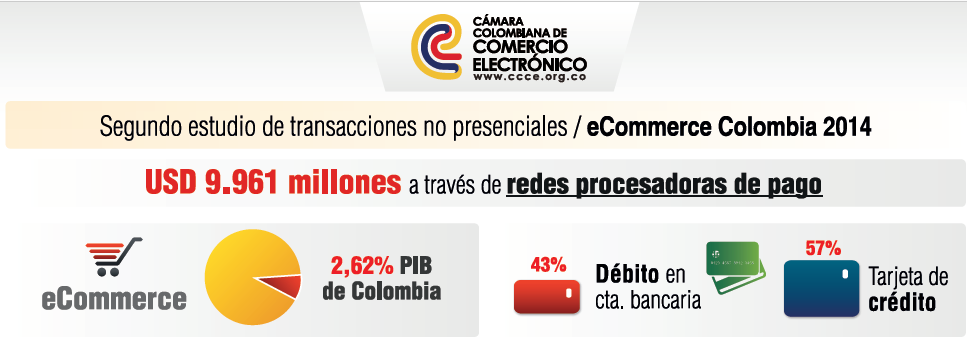 CÁMARA
COLOMBIANA DE
COMERCIO
ELECTRÓNICO
www.ccce.org.co
Segundo estudio de transacciones no presenciales / eCommerce Colombia 2014
USD 9.961 millones a través de redes procesadoras de pago
eCommerce
2,62% PIB
de Colombia
43%
Débito en
cta. bancaria
57%
Tarjeta de
crédito